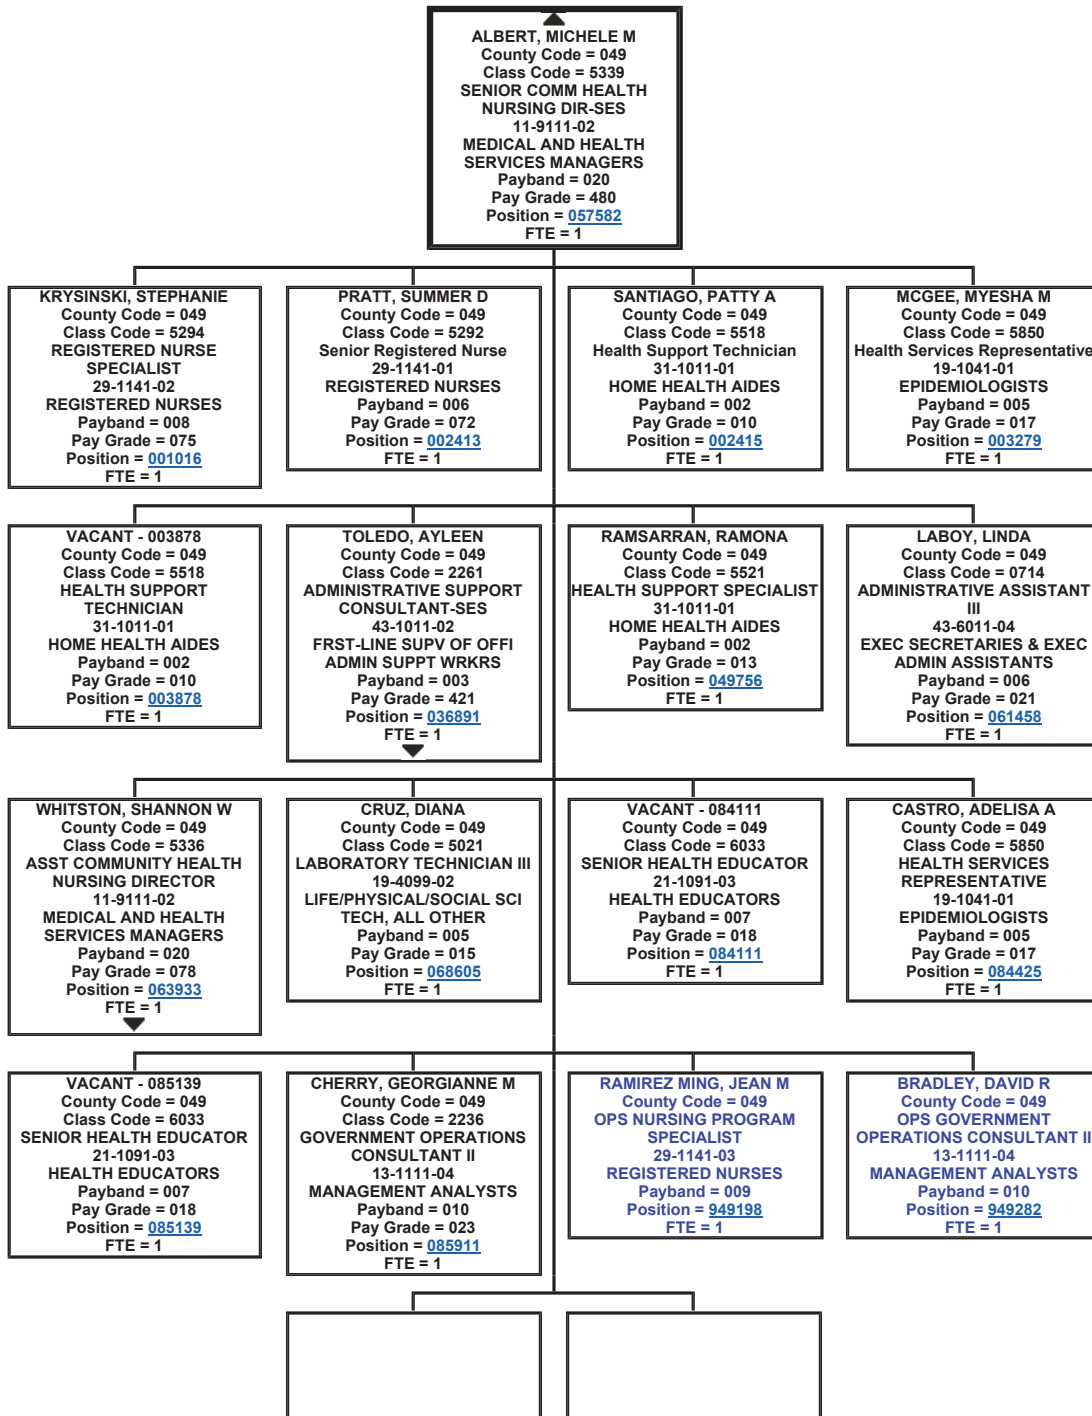 ALBERT, MICHELE M
County Code = 049
Class Code = 5339
SENIOR COMM HEALTH
NURSING DIR-SES
11-9111-02
MEDICAL AND HEALTH
SERVICES MANAGERS
Payband = 020
Pay Grade = 480
Position = 057582
FTE = 1
KRYSINSKI, STEPHANIE
County Code = 049
Class Code = 5294
REGISTERED NURSE
SPECIALIST
29-1141-02
REGISTERED NURSES
Payband = 008
Pay Grade = 075
Position = 001016
FTE = 1
PRATT, SUMMER D
County Code = 049
Class Code = 5292
Senior Registered Nurse
29-1141-01
REGISTERED NURSES
Payband = 006
Pay Grade = 072
Position = 002413
FTE = 1
SANTIAGO, PATTY A
County Code = 049
Class Code = 5518
Health Support Technician
31-1011-01
HOME HEALTH AIDES
Payband = 002
Pay Grade = 010
Position = 002415
FTE = 1
MCGEE, MYESHA M
County Code = 049
Class Code = 5850
Health Services Representative
19-1041-01
EPIDEMIOLOGISTS
Payband = 005
Pay Grade = 017
Position = 003279
FTE = 1
VACANT - 003878
County Code = 049
Class Code = 5518
HEALTH SUPPORT
TECHNICIAN
31-1011-01
HOME HEALTH AIDES
Payband = 002
Pay Grade = 010
Position = 003878
FTE = 1
TOLEDO, AYLEEN
County Code = 049
Class Code = 2261
ADMINISTRATIVE SUPPORT
CONSULTANT-SES
43-1011-02
FRST-LINE SUPV OF OFFI
ADMIN SUPPT WRKRS
Payband = 003
Pay Grade = 421
Position = 036891
FTE = 1
RAMSARRAN, RAMONA
County Code = 049
Class Code = 5521
HEALTH SUPPORT SPECIALIST
31-1011-01
HOME HEALTH AIDES
Payband = 002
Pay Grade = 013
Position = 049756
FTE = 1
LABOY, LINDA
County Code = 049
Class Code = 0714
ADMINISTRATIVE ASSISTANT
III
43-6011-04
EXEC SECRETARIES & EXEC
ADMIN ASSISTANTS
Payband = 006
Pay Grade = 021
Position = 061458
FTE = 1
WHITSTON, SHANNON W
County Code = 049
Class Code = 5336
ASST COMMUNITY HEALTH
NURSING DIRECTOR
11-9111-02
MEDICAL AND HEALTH
SERVICES MANAGERS
Payband = 020
Pay Grade = 078
Position = 063933
FTE = 1
CRUZ, DIANA
County Code = 049
Class Code = 5021
LABORATORY TECHNICIAN III
19-4099-02
LIFE/PHYSICAL/SOCIAL SCI
TECH, ALL OTHER
Payband = 005
Pay Grade = 015
Position = 068605
FTE = 1
VACANT - 084111
County Code = 049
Class Code = 6033
SENIOR HEALTH EDUCATOR
21-1091-03
HEALTH EDUCATORS
Payband = 007
Pay Grade = 018
Position = 084111
FTE = 1
CASTRO, ADELISA A
County Code = 049
Class Code = 5850
HEALTH SERVICES
REPRESENTATIVE
19-1041-01
EPIDEMIOLOGISTS
Payband = 005
Pay Grade = 017
Position = 084425
FTE = 1
VACANT - 085139
County Code = 049
Class Code = 6033
SENIOR HEALTH EDUCATOR
21-1091-03
HEALTH EDUCATORS
Payband = 007
Pay Grade = 018
Position = 085139
FTE = 1
CHERRY, GEORGIANNE M
County Code = 049
Class Code = 2236
GOVERNMENT OPERATIONS
CONSULTANT II
13-1111-04
MANAGEMENT ANALYSTS
Payband = 010
Pay Grade = 023
Position = 085911
FTE = 1
RAMIREZ MING, JEAN M
County Code = 049
OPS NURSING PROGRAM
SPECIALIST
29-1141-03
REGISTERED NURSES
Payband = 009
Position = 949198
FTE = 1
BRADLEY, DAVID R
County Code = 049
OPS GOVERNMENT
OPERATIONS CONSULTANT II
13-1111-04
MANAGEMENT ANALYSTS
Payband = 010
Position = 949282
FTE = 1